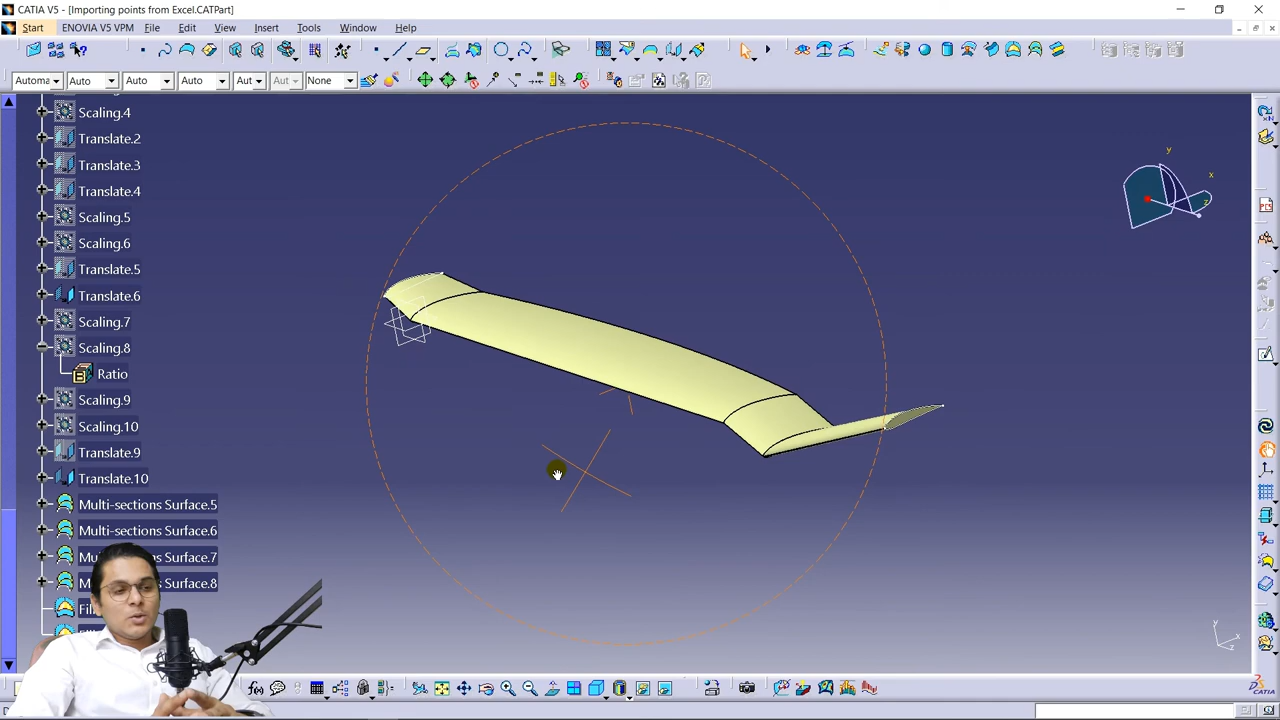 CATIA V5 - [Importing points from Excel.CATPart]
Start ENOVIA V5 VPM File Edit Insert Tools Window Help
Automa Auto Auto Auto Aut Aut None
Scaling.4
Translate.2
Translate.3
Translate.4
Scaling.5
Scaling.6
Translate.5
Translate.6
Scaling.7
Scaling.8
Ratio
Scaling.9
Scaling.10
Translate.9
Translate.10
Multi-sections Surface.5
Multi-sections Surface.6
Surface.7
Surface.8
y
x
z
y
x
z
CATIA